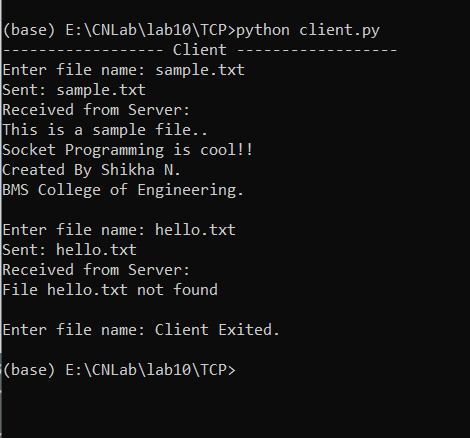 (base) E:\CNLab\lab10\TCP>python client.py
------------------ Client ------------------
Enter file name: sample.txt
Sent: sample.txt
Received from Server:
This is a sample file..
Socket Programming is cool!!
Created By Shikha N.
BMS College of Engineering.
Enter file name: hello.txt
Sent: hello.txt
Received from Server:
File hello.txt not found
Enter file name: Client Exited.
(base) E:\CNLab\lab10\TCP>